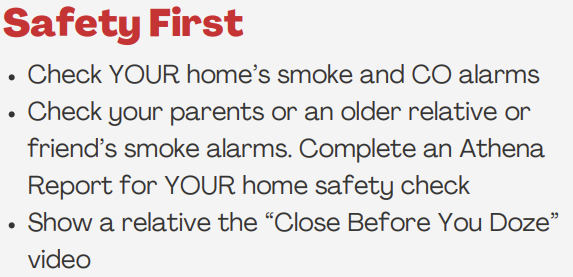 Safety First
• Check YOUR home’s smoke and CO alarms
• Check your parents or an older relative or
friend’s smoke alarms. Complete an Athena
Report for YOUR home safety check
• Show a relative the “Close Before You Doze”
video